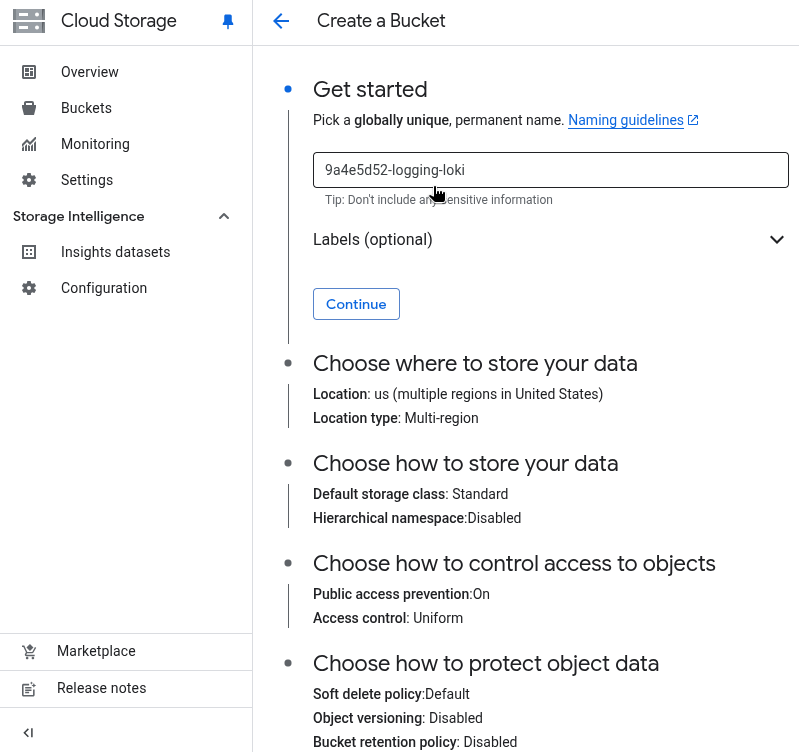 Cloud Storage
Create a Bucket
Overview
Buckets
Monitoring
Settings
Storage Intelligence
Insights datasets
Configuration
Marketplace
Release notes
Get started
Pick a globally unique, permanent name. Naming guidelines
9a4e5d52-logging-loki
Tip: Don't include any sensitive information
Labels (optional)
Continue
Choose where to store your data
Location: us (multiple regions in United States)
Location type: Multi-region
Choose how to store your data
Default storage class: Standard
Hierarchical namespace:Disabled
Choose how to control access to objects
Public access prevention:On
Access control: Uniform
Choose how to protect object data
Soft delete policy:Default
Object versioning: Disabled
Bucket retention policy: Disabled